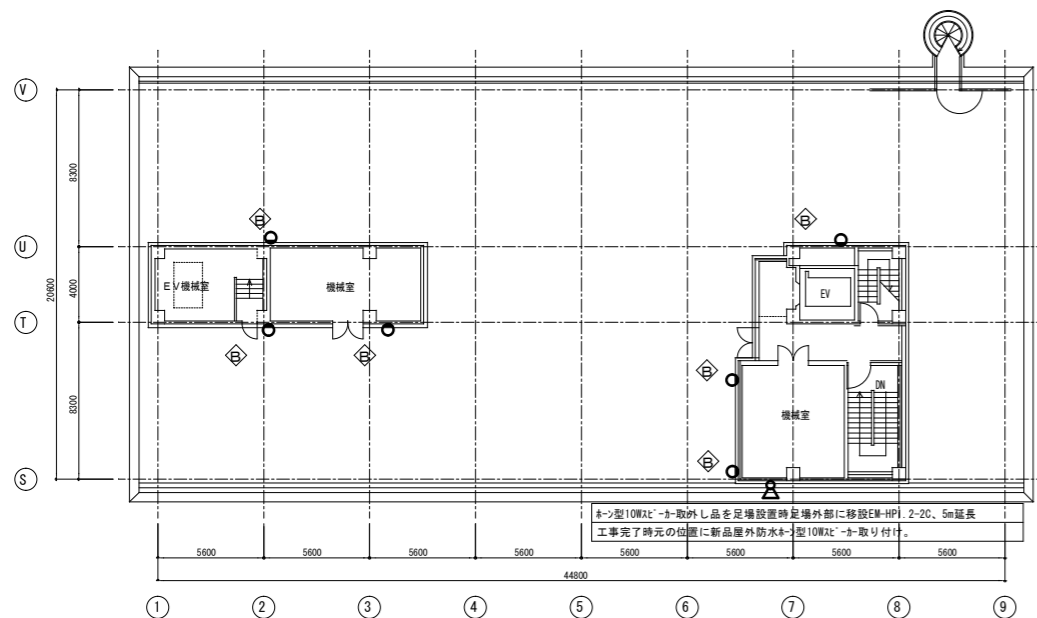 V
8300
B
B
U
EV機械室
機械室
EV
20600
4000
T
B
B
B
DN
8300
機械室
B
S
ホーン型10Wスピーカー取外し品を足場設置時足場外部に移設EM-HP1.2-2C、5m延長
工事完了時元の位置に新品屋外防水ホーン型10Wスピーカー取り付け。
5600 5600 5600 5600 5600 5600 5600 5600
44800
1 2 3 4 5 6 7 8 9